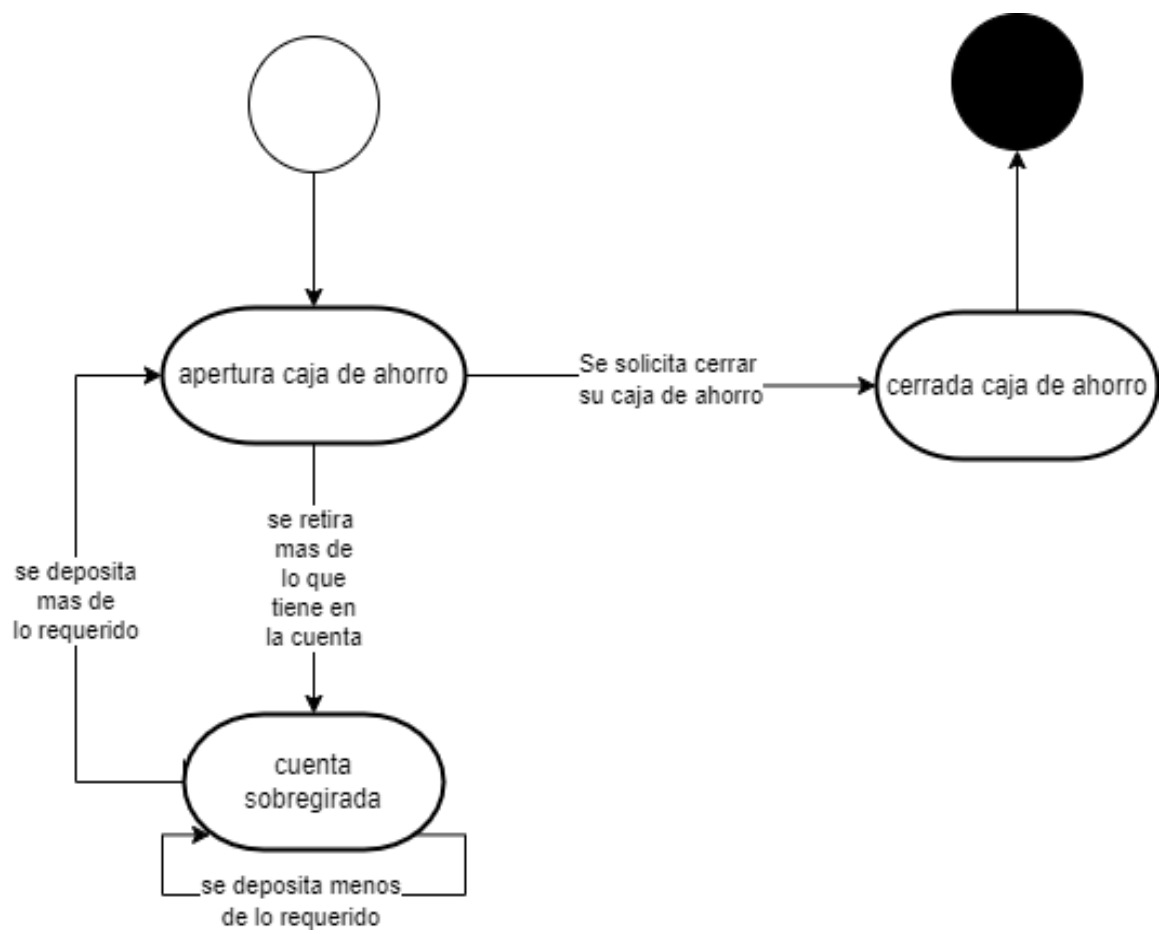 apertura caja de ahorro
Se solicita cerrar
su caja de ahorro
cerrada caja de ahorro
se retira
mas de
lo que
tiene en
la cuenta
se deposita
mas de
lo requerido
cuenta
sobregirada
se deposita menos
de lo requerido